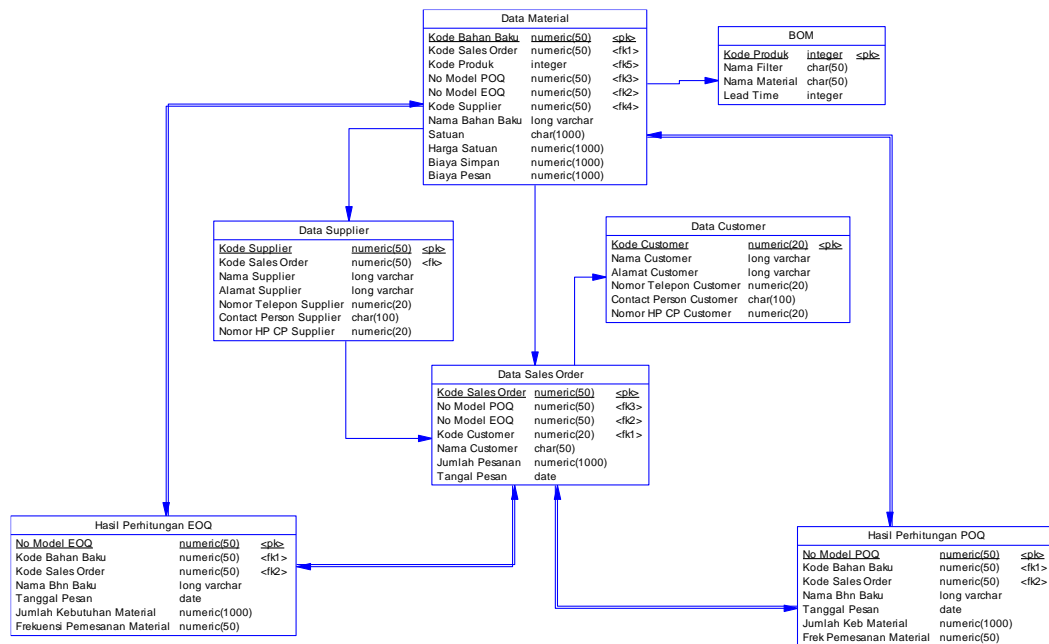 Data Material
Kode Bahan Baku numeric(50) <pk>
Kode Sales Order numeric(50) <fk1>
Kode Produk integer <fk5>
No Model POQ numeric(50) <fk3>
No Model EOQ numeric(50) <fk2>
Kode Supplier numeric(50) <fk4>
Nama Bahan Baku long varchar
Satuan char(1000)
Harga Satuan numeric(1000)
Biaya Simpan numeric(1000)
Biaya Pesan numeric(1000)
BOM
Kode Produk integer <pk>
Nama Filter char(50)
Nama Material char(50)
Lead Time integer
Data Supplier
Kode Supplier numeric(50) <pk>
Kode Sales Order numeric(50) <fk>
Nama Supplier long varchar
Alamat Supplier long varchar
Nomor Telepon Supplier numeric(20)
Contact Person Supplier char(100)
Nomor HP CP Supplier numeric(20)
Data Customer
Kode Customer numeric(20) <pk>
Nama Customer long varchar
Alamat Customer long varchar
Nomor Telepon Customer numeric(20)
Contact Person Customer char(100)
Nomor HP CP Customer numeric(20)
Data Sales Order
Kode Sales Order numeric(50) <pk>
No Model POQ numeric(50) <fk3>
No Model EOQ numeric(50) <fk2>
Kode Customer numeric(20) <fk1>
Nama Customer char(50)
Jumlah Pesanan numeric(1000)
Tangal Pesan date
Hasil Perhitungan EOQ
No Model EOQ numeric(50) <pk>
Kode Bahan Baku numeric(50) <fk1>
Kode Sales Order numeric(50) <fk2>
Nama Bhn Baku long varchar
Tanggal Pesan date
Jumlah Kebutuhan Material numeric(1000)
Frekuensi Pemesanan Material numeric(50)
Hasil Perhitungan POQ
No Model POQ numeric(50) <pk>
Kode Bahan Baku numeric(50) <fk1>
Kode Sales Order numeric(50) <fk2>
Nama Bhn Baku long varchar
Tanggal Pesan date
Jumlah Keb Material numeric(1000)
Frek Pemesanan Material numeric(50)